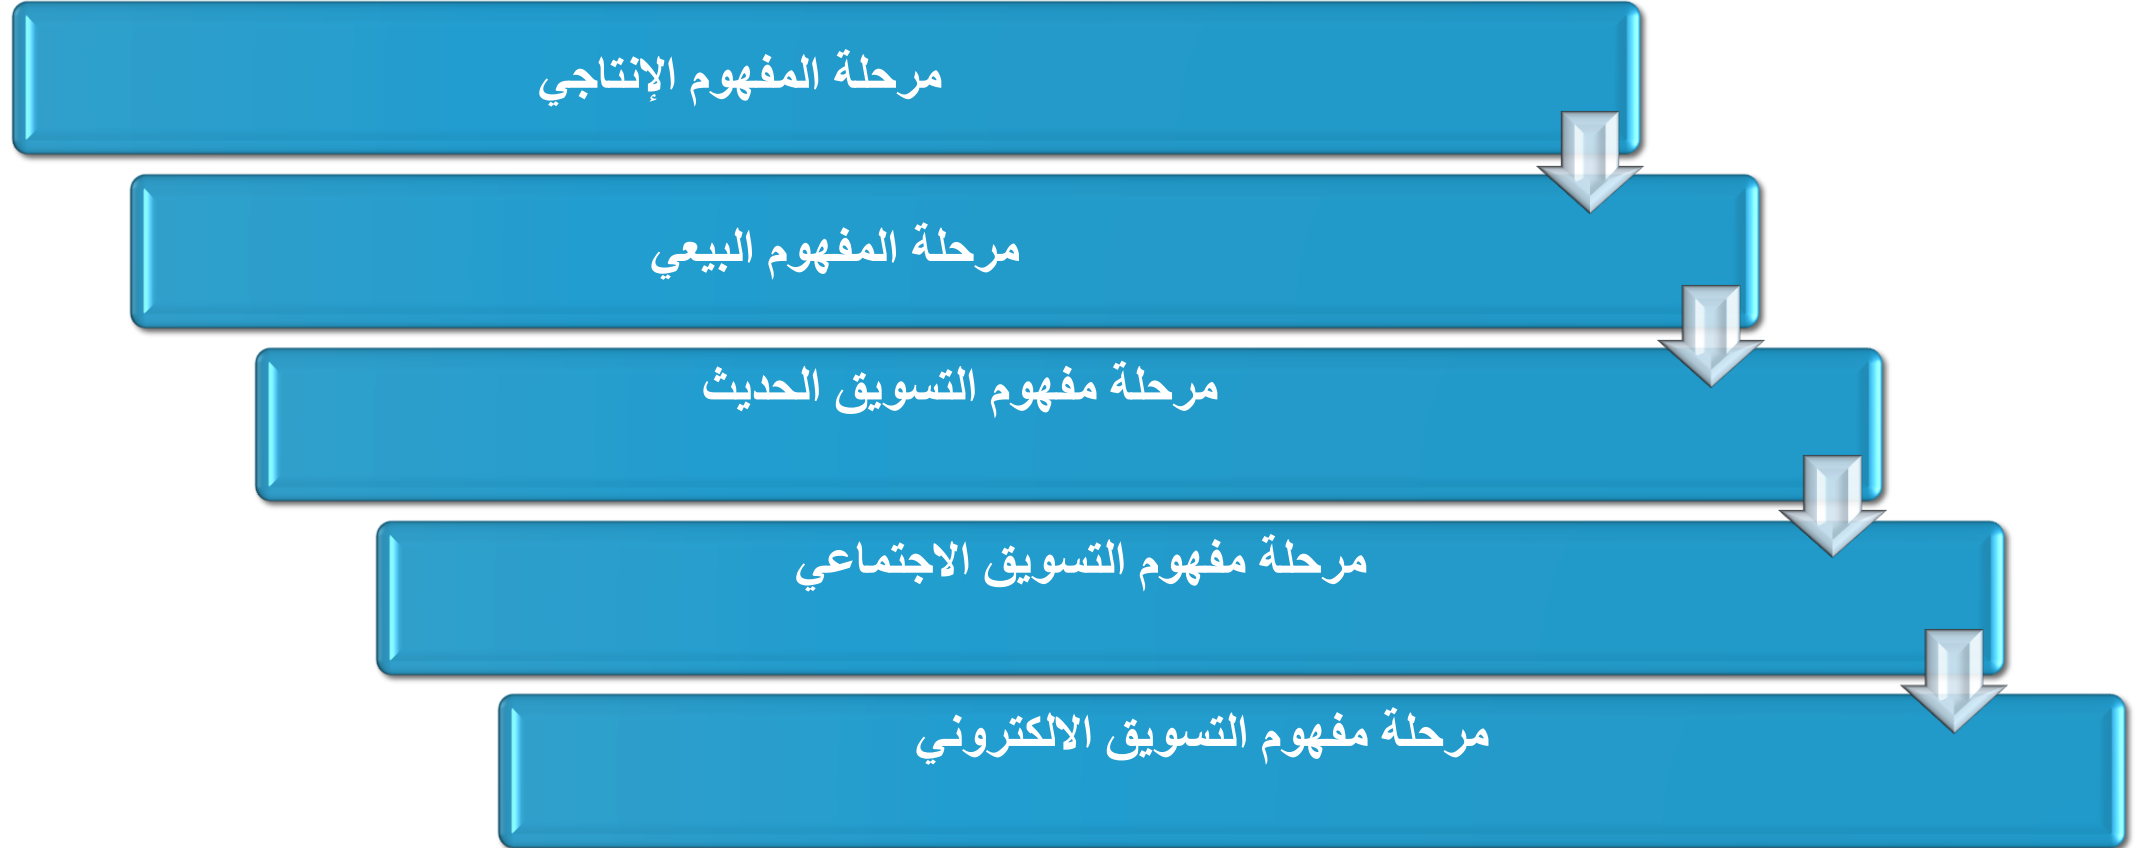 مرحلة المفهوم الإنتاجي
مرحلة المفهوم البيعي
مرحلة مفهوم التسويق الحديث
مرحلة مفهوم التسويق الاجتماعي
مرحلة مفهوم التسويق الالكتروني